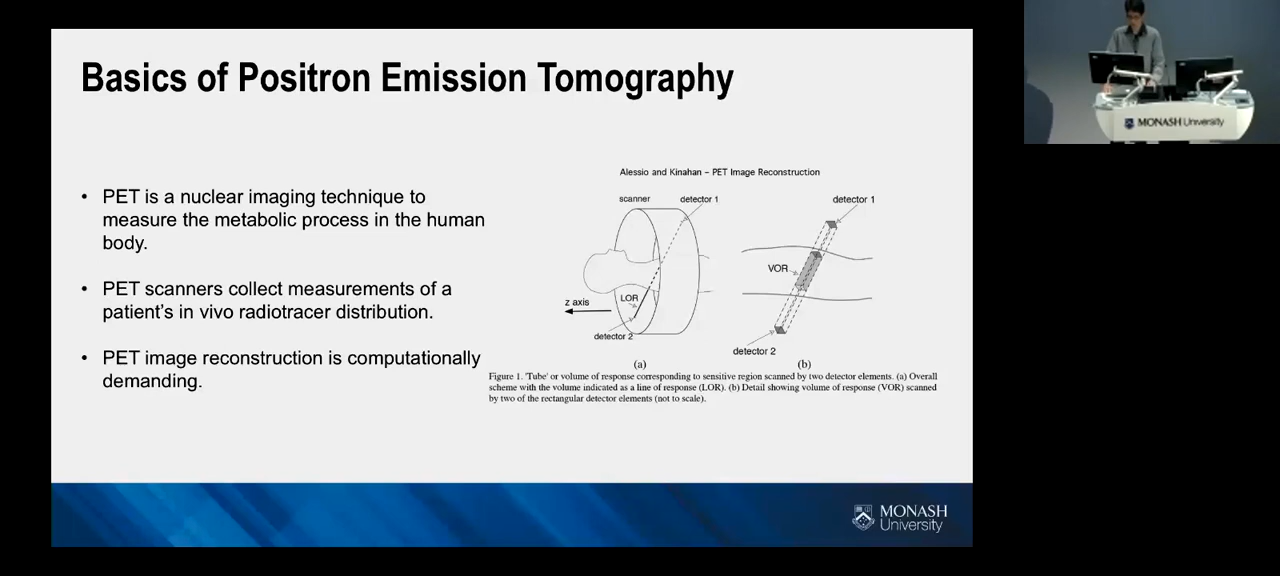 Basics of Positron Emission Tomography
• PET is a nuclear imaging technique to
measure the metabolic process in the human
body.
• PET scanners collect measurements of a
patient's in vivo radiotracer distribution.
• PET image reconstruction is computationally
demanding.
Alessio and Kinahan – PET Image Reconstruction
scanner
detector 1
LOR
z axis
detector 2
(a)
detector 1
VOR
detector 2
(b)
Figure 1. 'Tube' or volume of response corresponding to sensitive region scanned by two detector elements. (a) Overall
scheme with the volume indicated as a line of response (LOR). (b) Detail showing volume of response (VOR) scanned
by two of the rectangular detector elements (not to scale).
MONASH
University
MONASH University